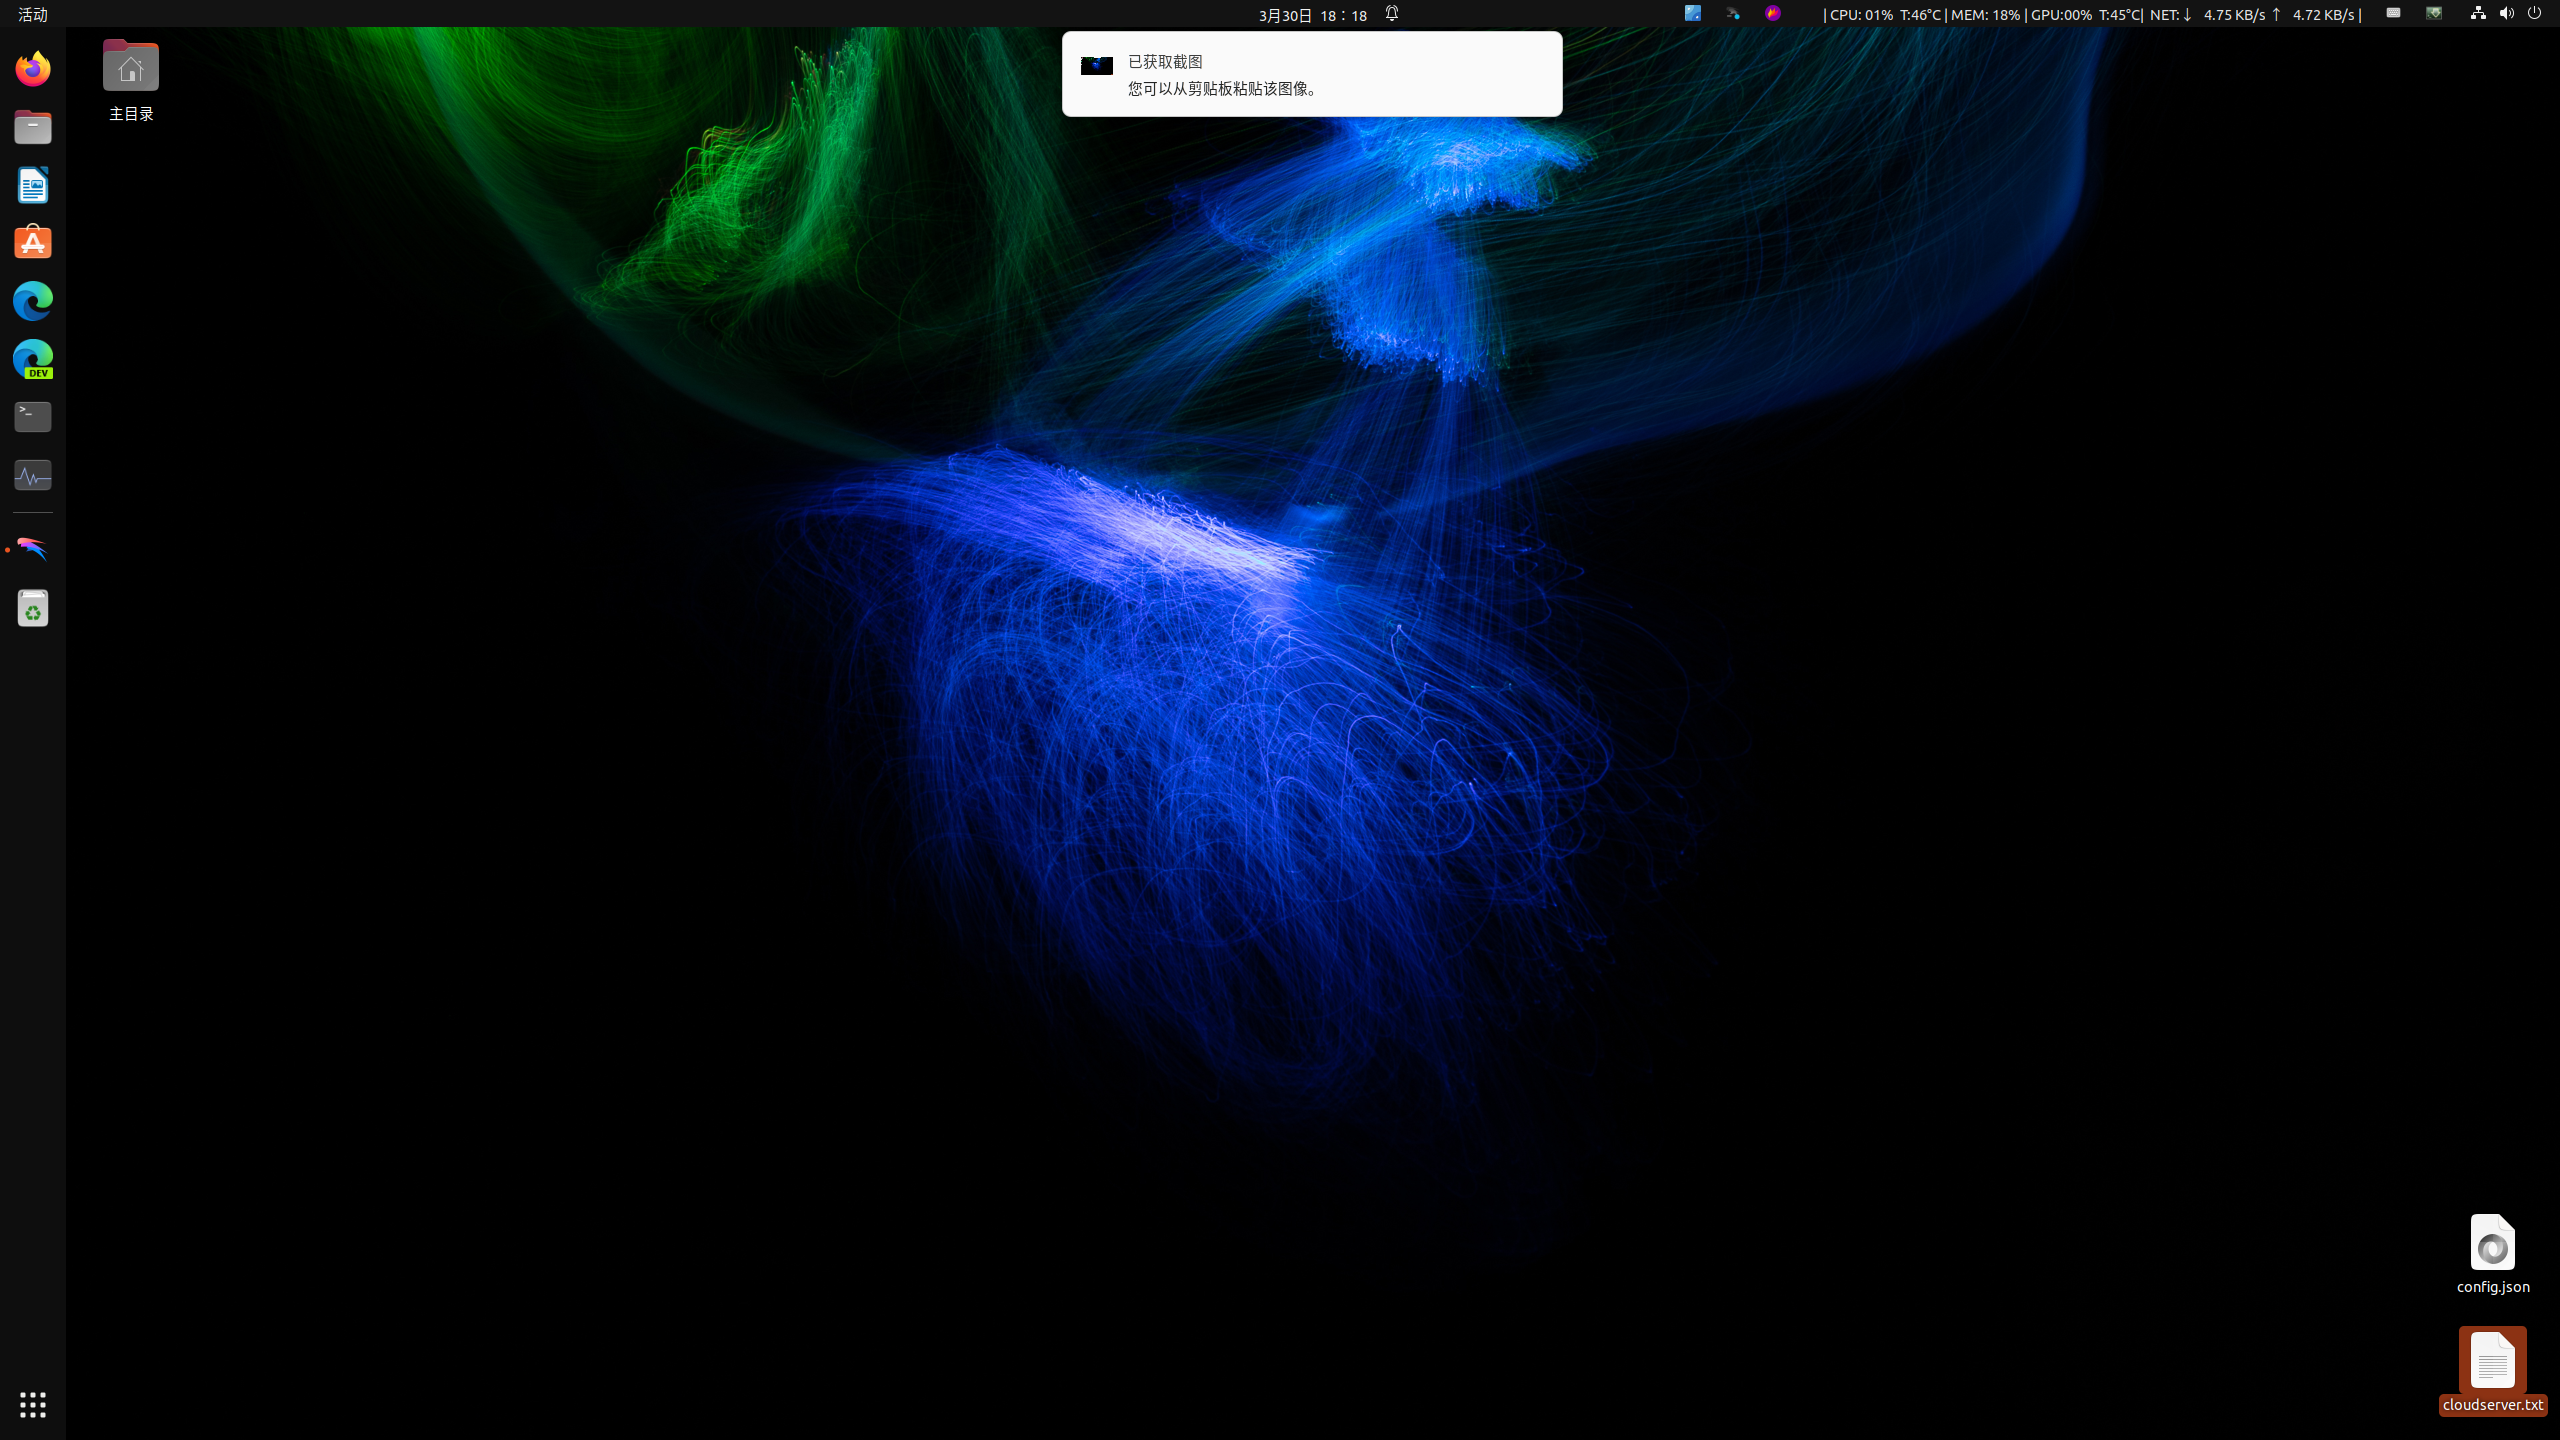 活动
3月30日 18：18
| CPU: 01% T:46°C | MEM: 18% | GPU:00% T:45°C| NET:↓ 4.75 KB/s ↑ 4.72 KB/s |
已获取截图
您可以从剪贴板粘贴该图像。
主目录
DEV
>_
config.json
cloudserver.txt